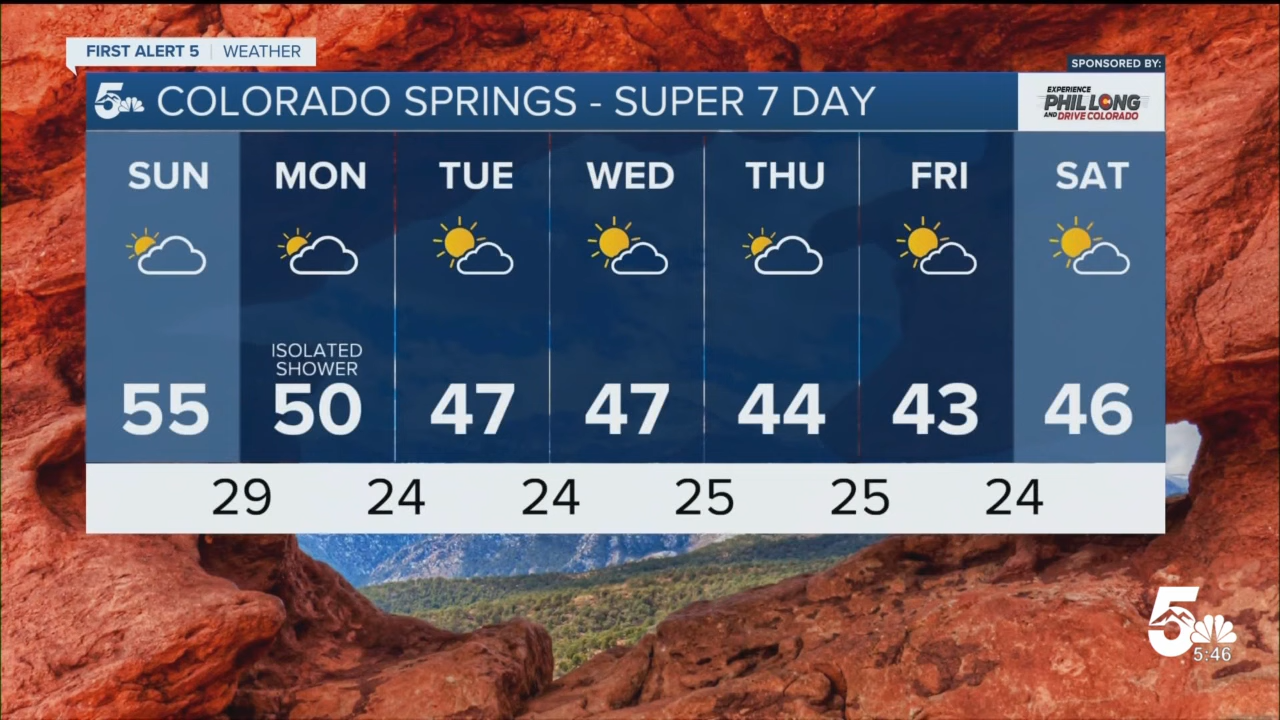 FIRST ALERT 5 | WEATHER
SPONSORED BY:
5 COLORADO SPRINGS - SUPER 7 DAY
EXPERIENCE
PHIL LONG
AND DRIVE COLORADO
SUN MON TUE WED THU FRI SAT
ISOLATED
SHOWER
55 50 47 47 44 43 46
29 24 24 25 25 24
5
5:46